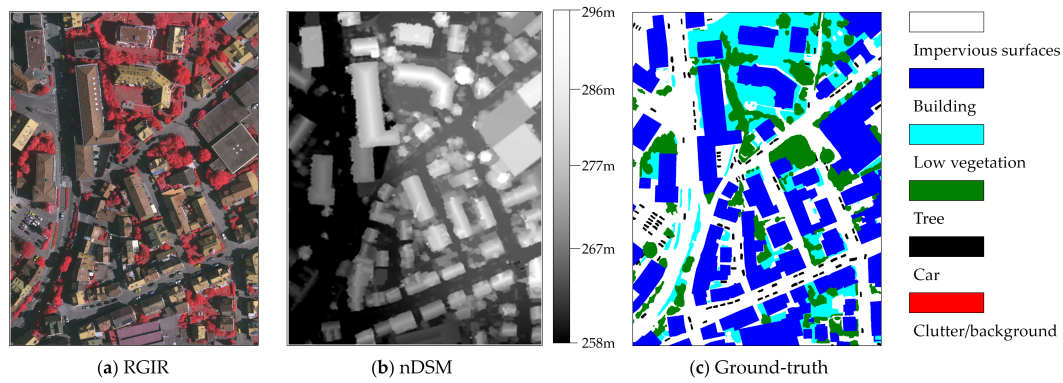 296m
286m
277m
267m
258m
Impervious surfaces
Building
Low vegetation
Tree
Car
Clutter/background
(a) RGIR
(b) nDSM
(c) Ground-truth